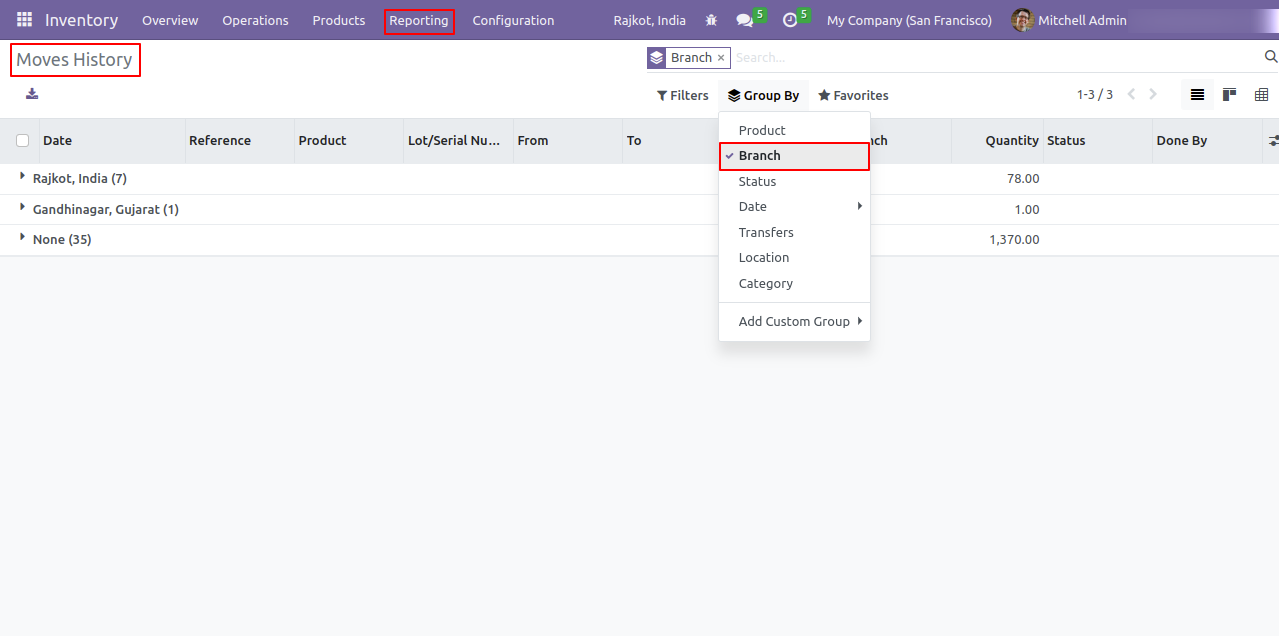 Inventory Overview Operations Products Reporting Configuration Rajkot, India 5 5 My Company (San Francisco) Mitchell Admin
Moves History
Branch × Search...
Filters Group By Favorites 1-3 / 3
Date Reference Product Lot/Serial Nu... From To nch Quantity Status Done By
Product
Branch
Status
Date
Transfers
Location
Category
Add Custom Group
Rajkot, India (7) 78.00
Gandhinagar, Gujarat (1) 1.00
None (35) 1,370.00